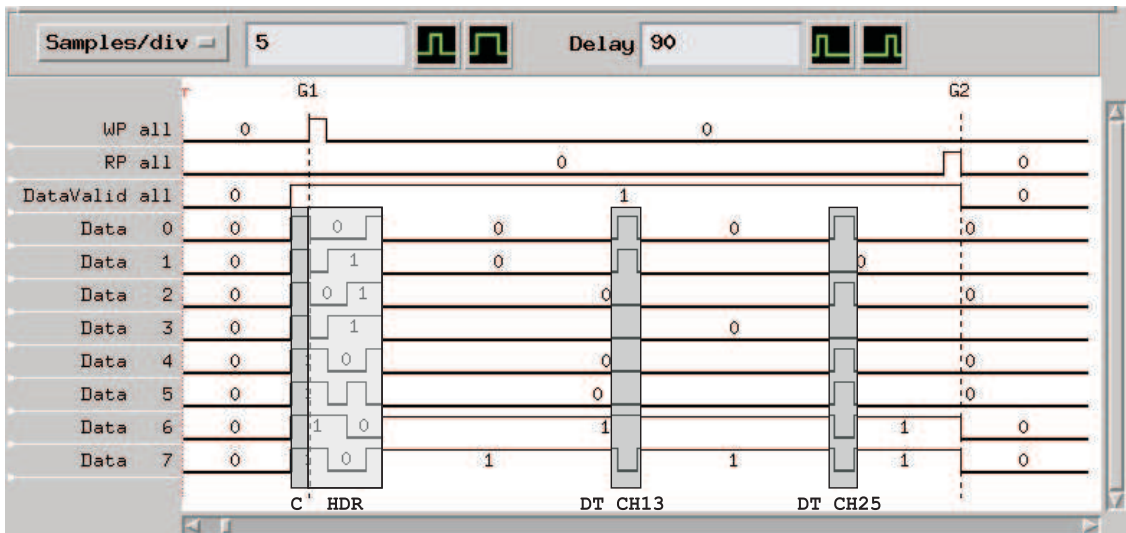 Samples/div 5 Delay 90
G1 G2
WP all 0 0
RP all 0 0
DataValid all 0 1 0
Data 0 0 0 0 0 0
Data 1 0 1 0 0
Data 2 0 0 1 0 0
Data 3 0 1 0
Data 4 0 0 0 0
Data 5 0 0 0
Data 6 0 1 0 1 1 0
Data 7 0 0 1 1 1 0
C HDR DT CH13 DT CH25